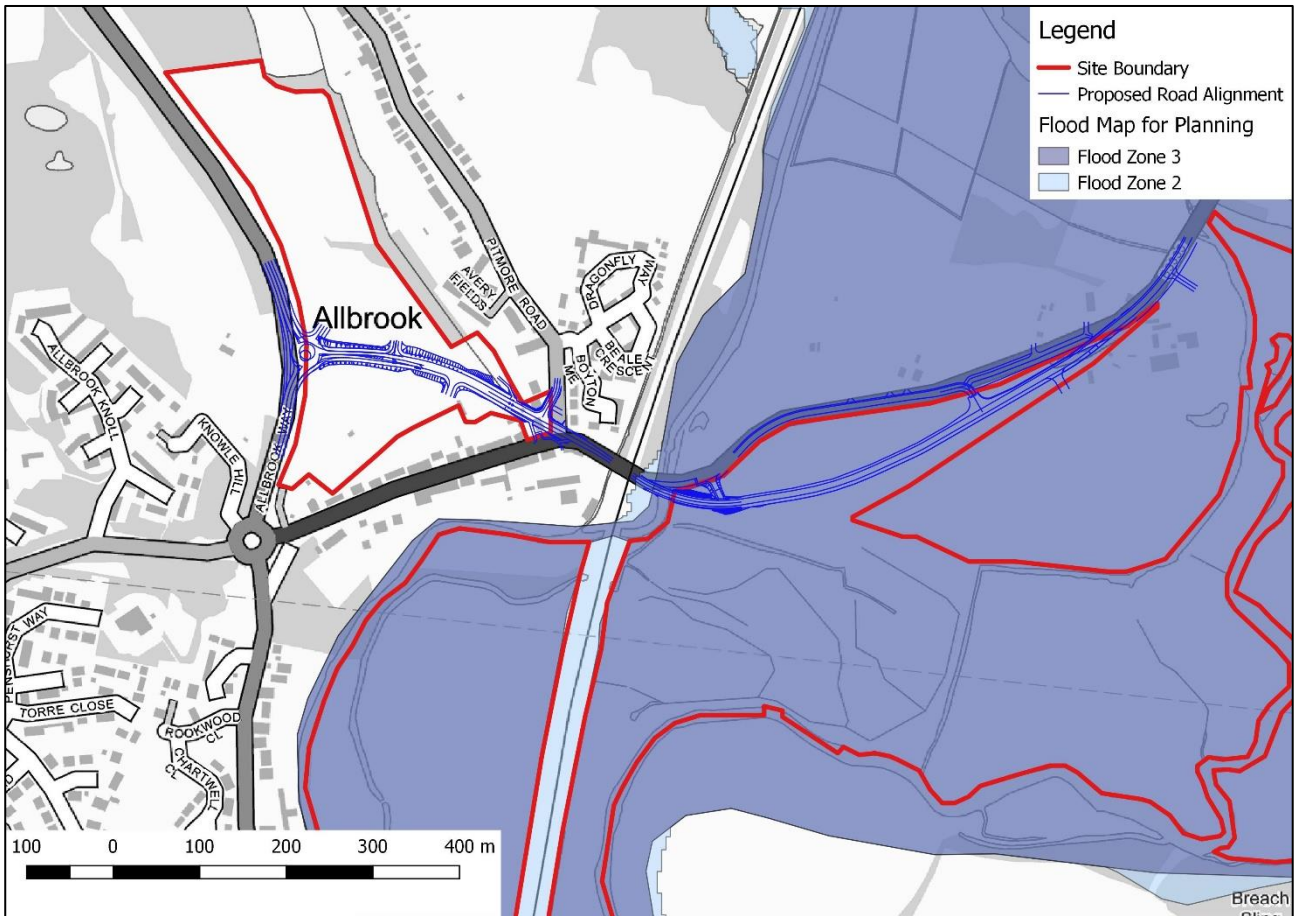 Legend
Site Boundary
Proposed Road Alignment
Flood Map for Planning
Flood Zone 3
Flood Zone 2
DRAGONFLY
WAY
PITMORE ROAD
AVERY
FIELDS
BEALE
CRESCENT
BOYTON
ME
Allbrook
ALLBROOK KNOLL
KNOWLE HILL
ALLBROOK WAY
PENSHURST WAY
TORRE CLOSE
ROOKWOOD
CL
CHARTWELL
CL
100 0 100 200 300 400 m
Breach